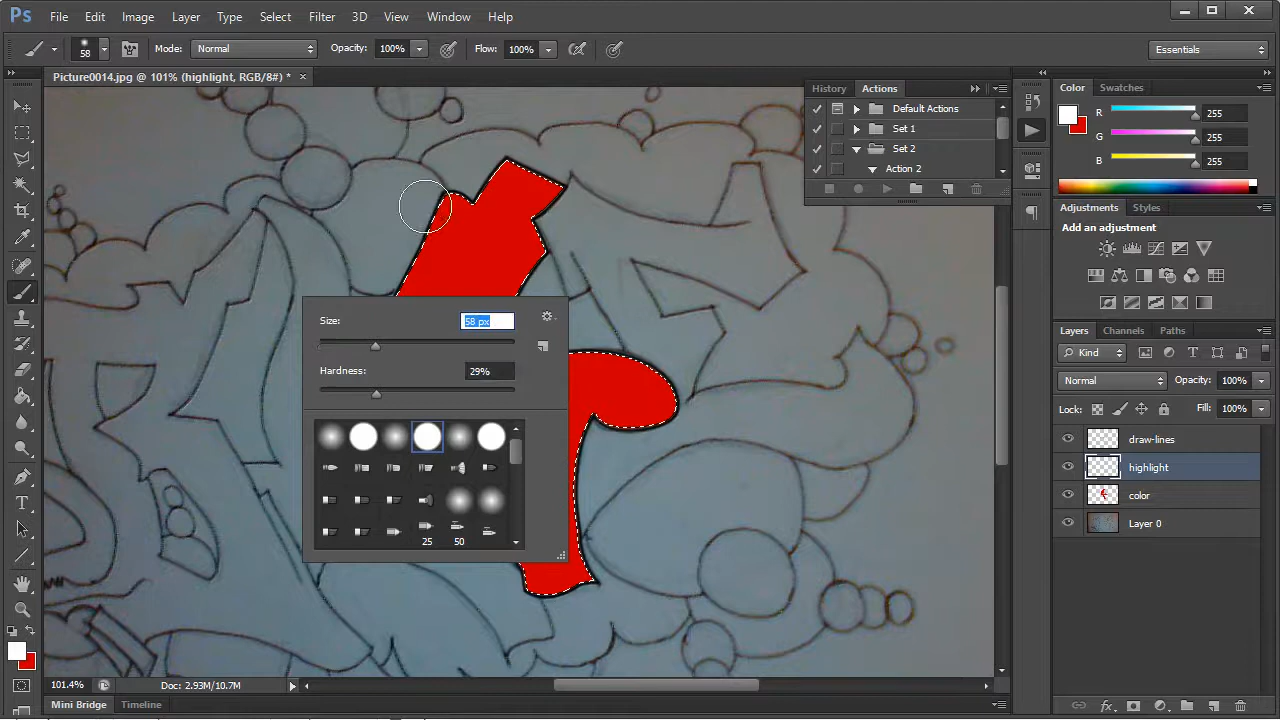 Ps File Edit Image Layer Type Select Filter 3D View Window Help
58 Mode: Normal Opacity: 100% Flow: 100% Essentials
Picture0014.jpg @ 101% (highlight, RGB/8#) * ×
History Actions
Default Actions
Set 1
Set 2
Action 2
Color Swatches
R 255
G 255
B 255
Adjustments Styles
Add an adjustment
Size: 58 px
Hardness: 29%
25 50
Layers Channels Paths
Kind
Normal Opacity: 100%
Lock: Fill: 100%
draw-lines
highlight
color
Layer 0
101.4% Doc: 2.93M/10.7M
Mini Bridge Timeline